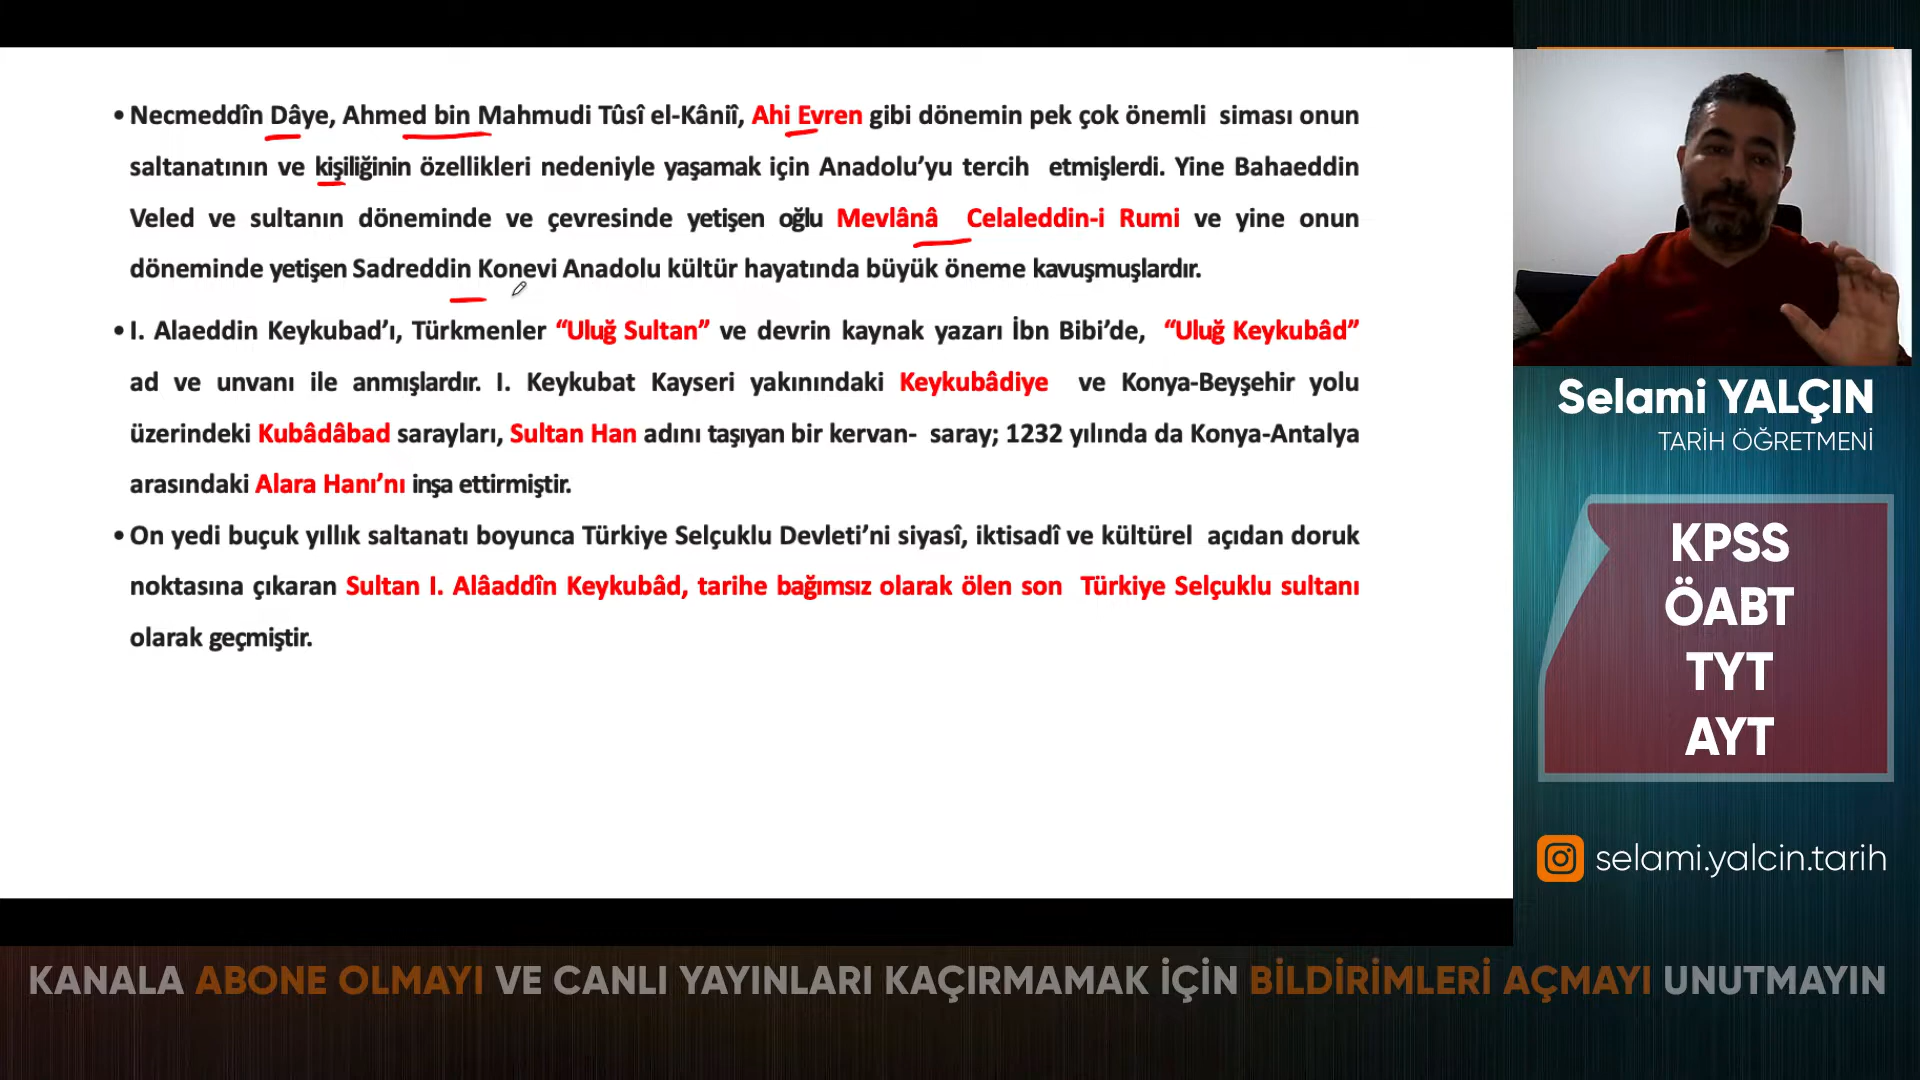 • Necmeddîn Dâye, Ahmed bin Mahmudi Tûsî el-Kâniî, Ahi Evren gibi dönemin pek çok önemli siması onun
saltanatının ve kişiliğinin özellikleri nedeniyle yaşamak için Anadolu’yu tercih etmişlerdi. Yine Bahaeddin
Veled ve sultanın döneminde ve çevresinde yetişen oğlu Mevlânâ Celaleddin-i Rumi ve yine onun
döneminde yetişen Sadreddin Konevi Anadolu kültür hayatında büyük öneme kavuşmuşlardır.
• I. Alaeddin Keykubad’ı, Türkmenler “Uluğ Sultan” ve devrin kaynak yazarı İbn Bibi’de, “Uluğ Keykubâd”
ad ve unvanı ile anmışlardır. I. Keykubat Kayseri yakınındaki Keykubâdiye ve Konya-Beyşehir yolu
üzerindeki Kubâdâbad sarayları, Sultan Han adını taşıyan bir kervan- saray; 1232 yılında da Konya-Antalya
arasındaki Alara Hanı’nı inşa ettirmiştir.
• On yedi buçuk yıllık saltanatı boyunca Türkiye Selçuklu Devleti’ni siyasî, iktisadî ve kültürel açıdan doruk
noktasına çıkaran Sultan I. Alâaddîn Keykubâd, tarihe bağımsız olarak ölen son Türkiye Selçuklu sultanı
olarak geçmiştir.
Selami YALÇIN
TARİH ÖĞRETMENİ
KPSS
ÖABT
TYT
AYT
selami.yalcin.tarih
KANALA ABONE OLMAYI VE CANLI YAYINLARI KAÇIRMAMAK İÇİN BİLDİRİMLERİ AÇMAYI UNUTMAYIN